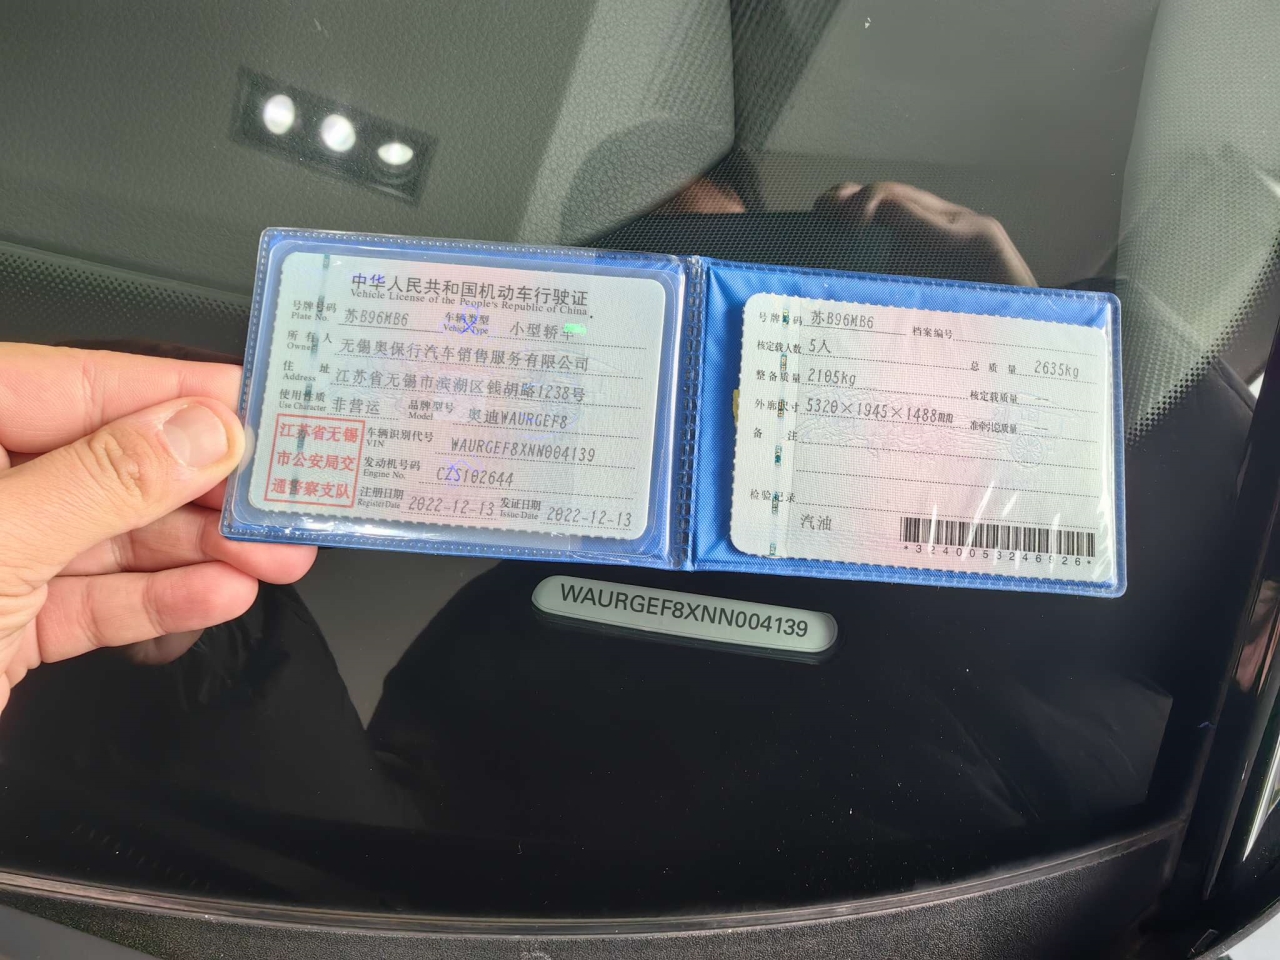 中华人民共和国机动车行驶证
Vehicle License of the People's Republic of China
号牌号码 苏B96MB6 车辆类型 小型轿车
Plate No. Vehicle Type
所有人 无锡奥保行汽车销售服务有限公司
Owner
住址 江苏省无锡市滨湖区钱胡路1238号
Address
使用性质 非营运 品牌型号 奥迪WAURGEF8
Use Character Model
江苏省无锡
市公安局交
通警察支队
车辆识别代号 WAURGEF8XNN004139
VIN
发动机号码 CZS102644
Engine No.
注册日期 2022-12-13 发证日期 2022-12-13
Register Date Issue Date
号牌号码 苏B96MB6 档案编号
核定载人数 5人 总质量 2635kg
整备质量 2105kg 核定载质量 --
外廓尺寸 5320×1945×1488mm 准牵引总质量 --
备注
检验记录
汽油
*3240053246926*
WAURGEF8XNN004139